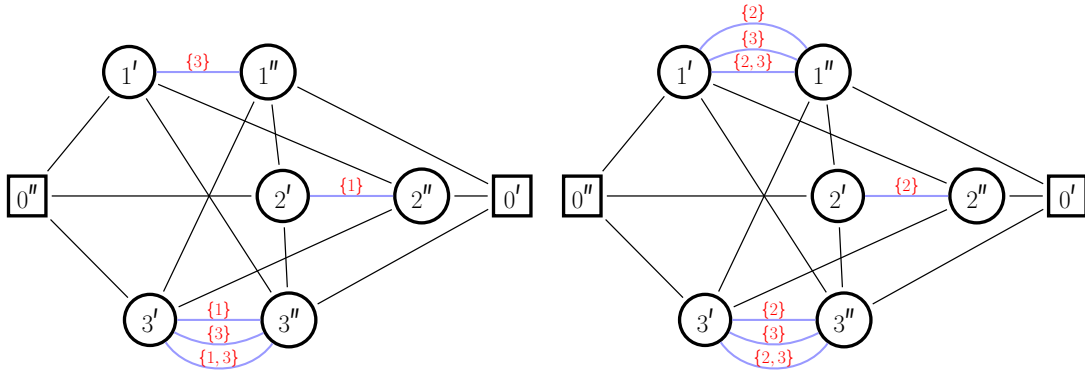 {3}
1′ 1″
0″ 2′ {1} 2″ 0′
3′ {1} 3″
{3}
{1, 3}
{2}
{3}
1′ {2, 3} 1″
0″ 2′ {2} 2″ 0′
3′ {2} 3″
{3}
{2, 3}